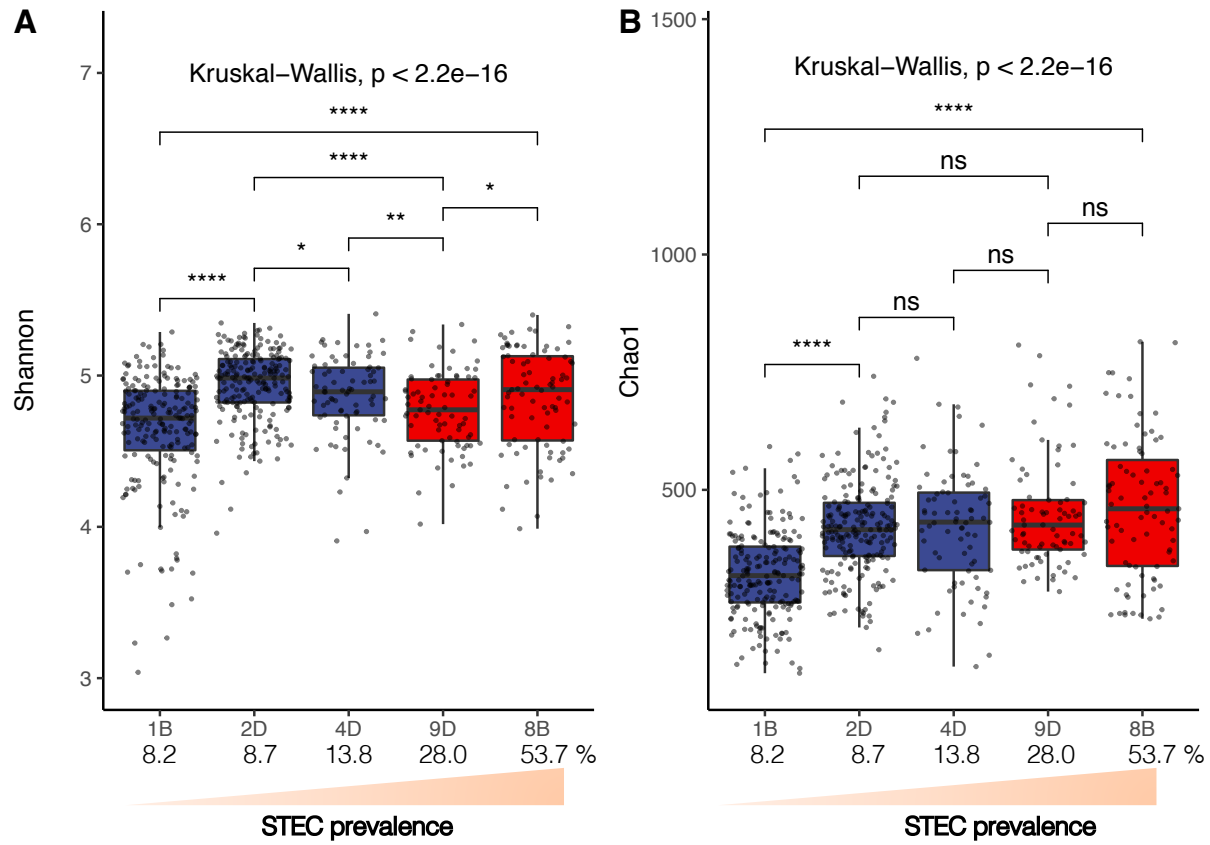 A
Kruskal−Wallis, p < 2.2e−16
****
****
*
**
*
****
7
6
5
4
3
Shannon
1B 2D 4D 9D 8B
8.2 8.7 13.8 28.0 53.7 %
STEC prevalence
B
Kruskal−Wallis, p < 2.2e−16
****
ns
ns
ns
ns
****
1500
1000
500
Chao1
1B 2D 4D 9D 8B
8.2 8.7 13.8 28.0 53.7 %
STEC prevalence